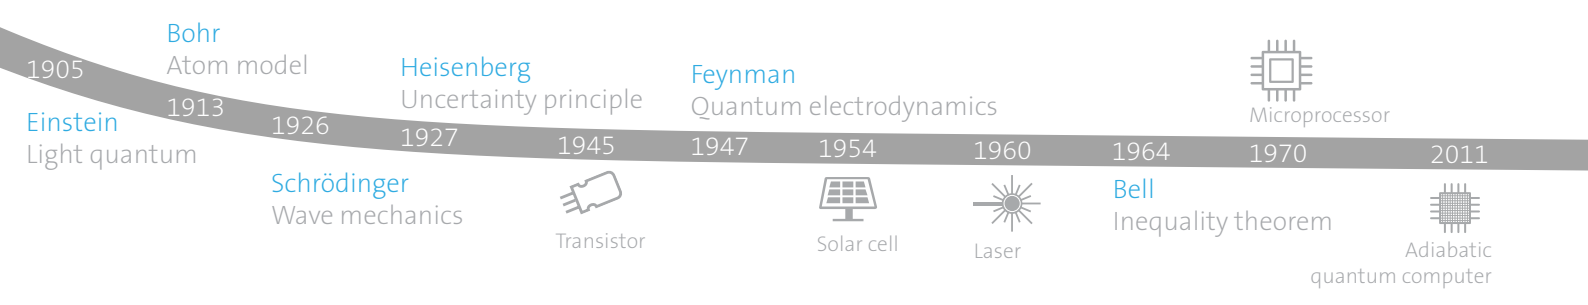 1905
Einstein
Light quantum
Bohr
Atom model
1913
1926
Schrödinger
Wave mechanics
Heisenberg
Uncertainty principle
1927
1945
Transistor
Feynman
Quantum electrodynamics
1947
1954
Solar cell
1960
Laser
1964
Bell
Inequality theorem
Microprocessor
1970
2011
Adiabatic
quantum computer